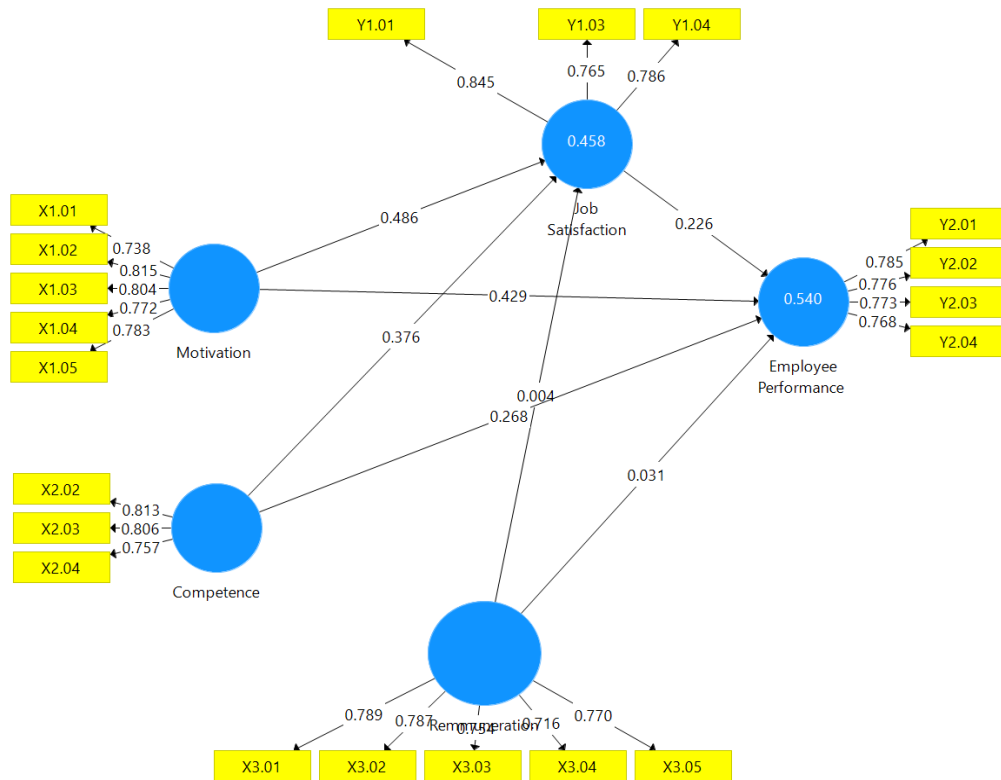 Y1.01
Y1.03
Y1.04
0.845
0.765
0.786
0.458
Job
Satisfaction
X1.01
X1.02
X1.03
X1.04
X1.05
0.738
0.815
0.804
0.772
0.783
Motivation
0.486
0.429
0.376
0.226
Y2.01
Y2.02
Y2.03
Y2.04
0.785
0.776
0.773
0.768
0.540
Employee
Performance
0.004
0.268
0.031
X2.02
X2.03
X2.04
0.813
0.806
0.757
Competence
Remmuneration
0.789
0.787
0.754
0.716
0.770
X3.01
X3.02
X3.03
X3.04
X3.05